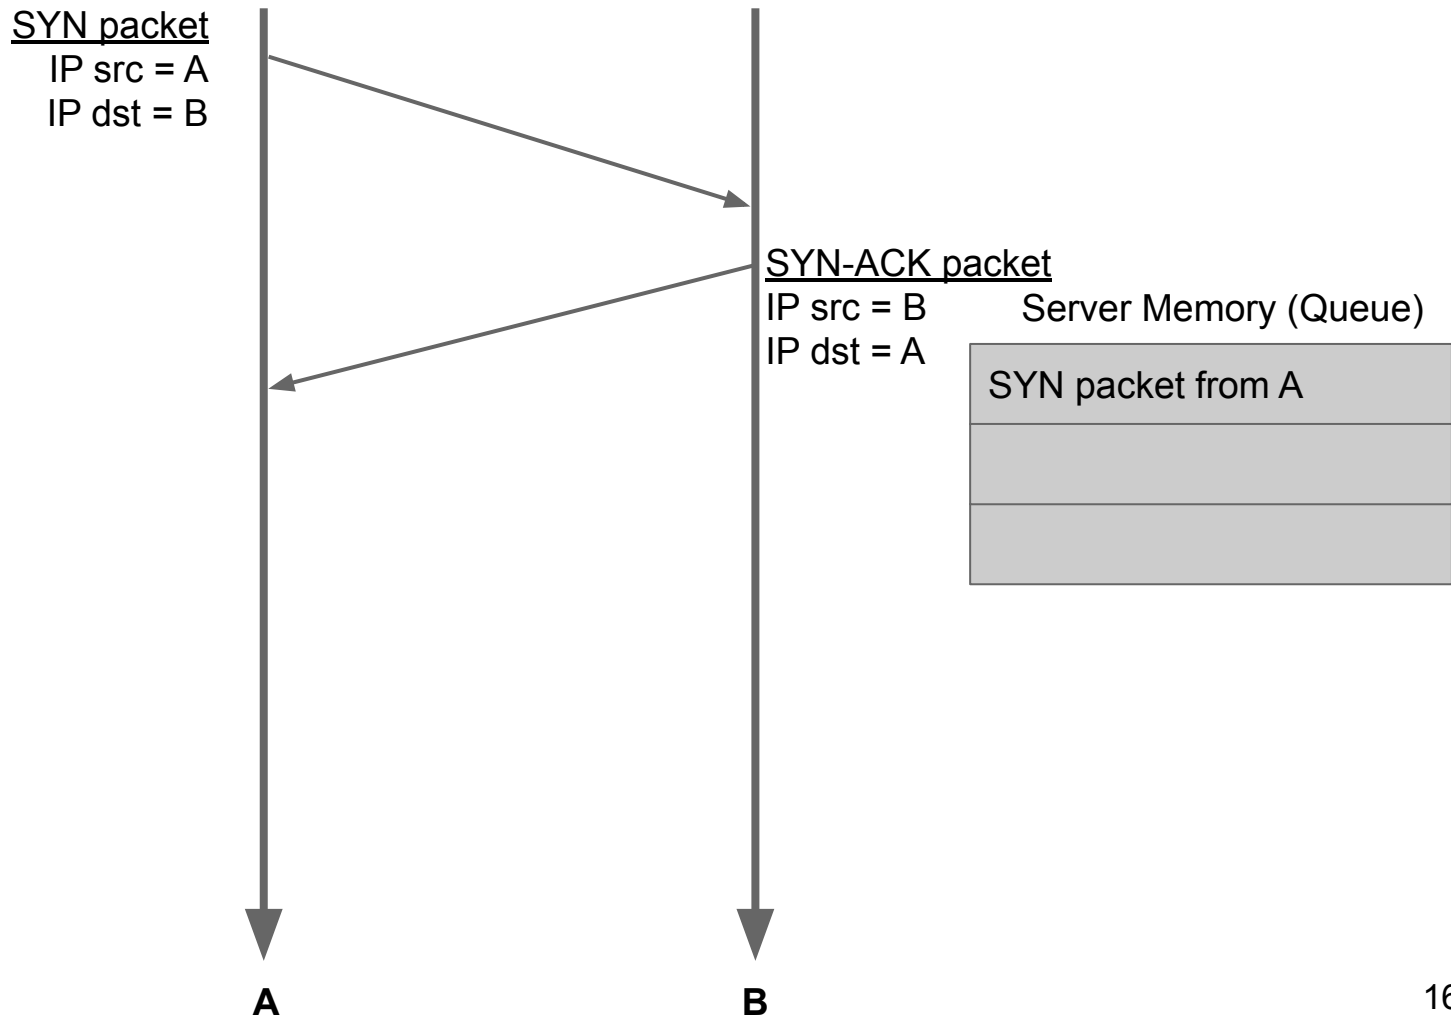 SYN packet
IP src = A
IP dst = B
SYN-ACK packet
IP src = B
IP dst = A
Server Memory (Queue)
SYN packet from A
A
B
16